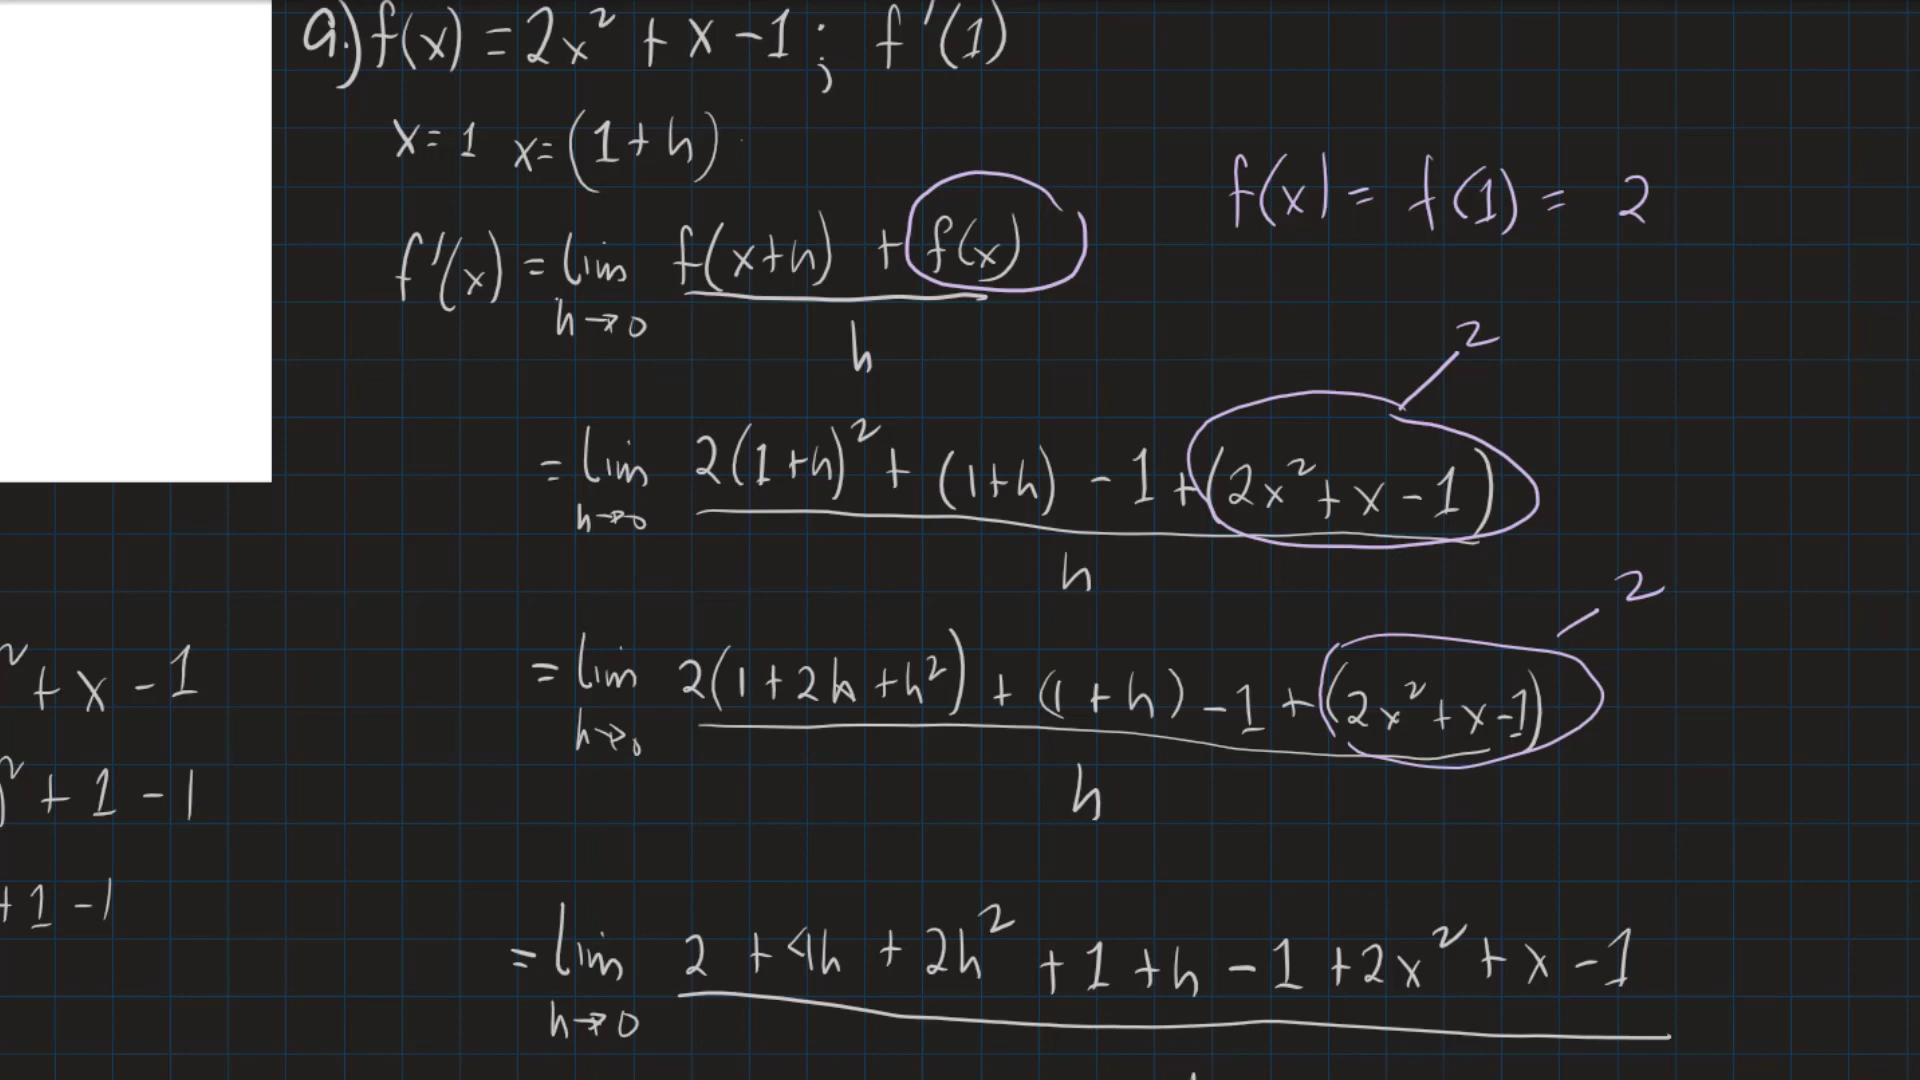 a.) f(x) = 2x² + x - 1 ; f'(1)
x = 1 x = (1 + h)
f(x) = f(1) = 2
f'(x) = lim h→0 f(x+h) + f(x)
h
2
= lim h→0 2(1+h)² + (1+h) - 1 + (2x² + x - 1)
h
2
= lim h→0 2(1 + 2h + h²) + (1 + h) - 1 + (2x² + x - 1)
h
= lim h→0 2 + 4h + 2h² + 1 + h - 1 + 2x² + x - 1
² + x - 1
)² + 1 - 1
+ 1 - 1